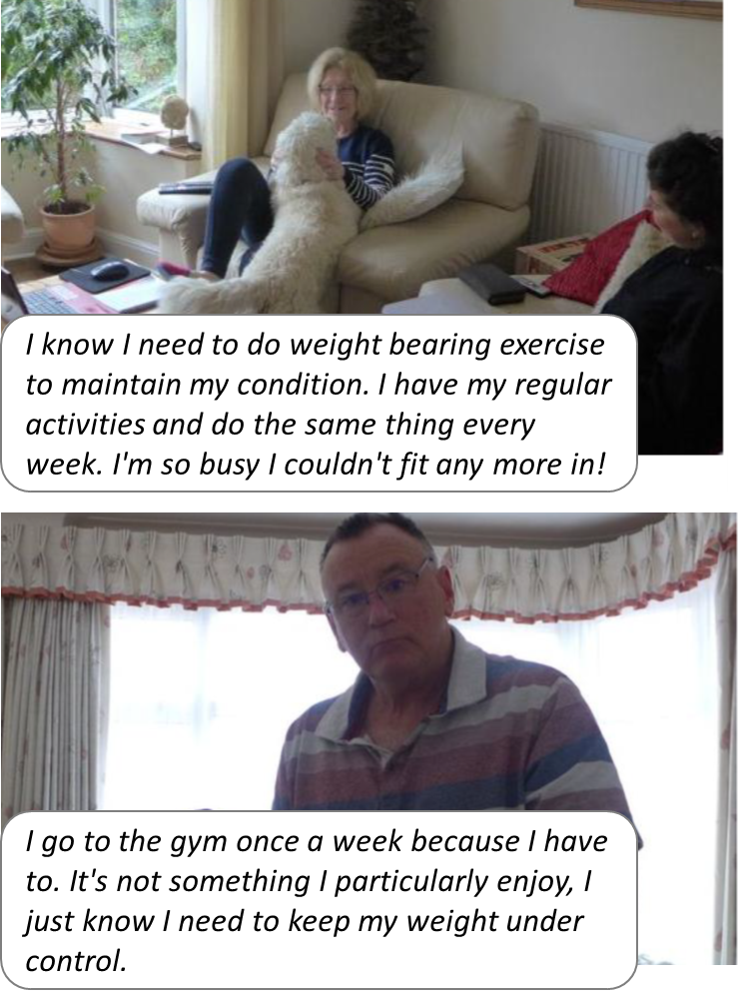 I know I need to do weight bearing exercise
to maintain my condition. I have my regular
activities and do the same thing every
week. I'm so busy I couldn't fit any more in!
I go to the gym once a week because I have
to. It's not something I particularly enjoy, I
just know I need to keep my weight under
control.